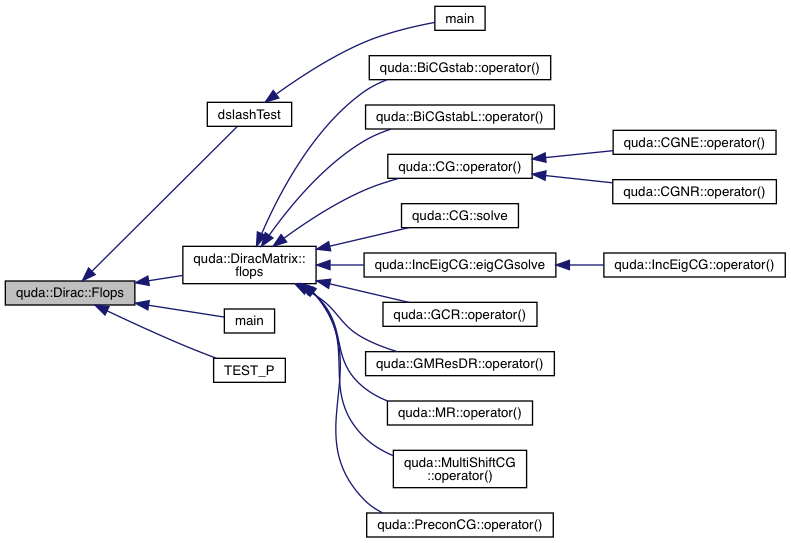 main
quda::BiCGstab::operator()
dslashTest
quda::BiCGstabL::operator()
quda::CG::operator()
quda::CGNE::operator()
quda::CGNR::operator()
quda::CG::solve
quda::DiracMatrix::
flops
quda::IncEigCG::eigCGsolve
quda::IncEigCG::operator()
quda::Dirac::Flops
quda::GCR::operator()
main
quda::GMResDR::operator()
TEST_P
quda::MR::operator()
quda::MultiShiftCG
::operator()
quda::PreconCG::operator()